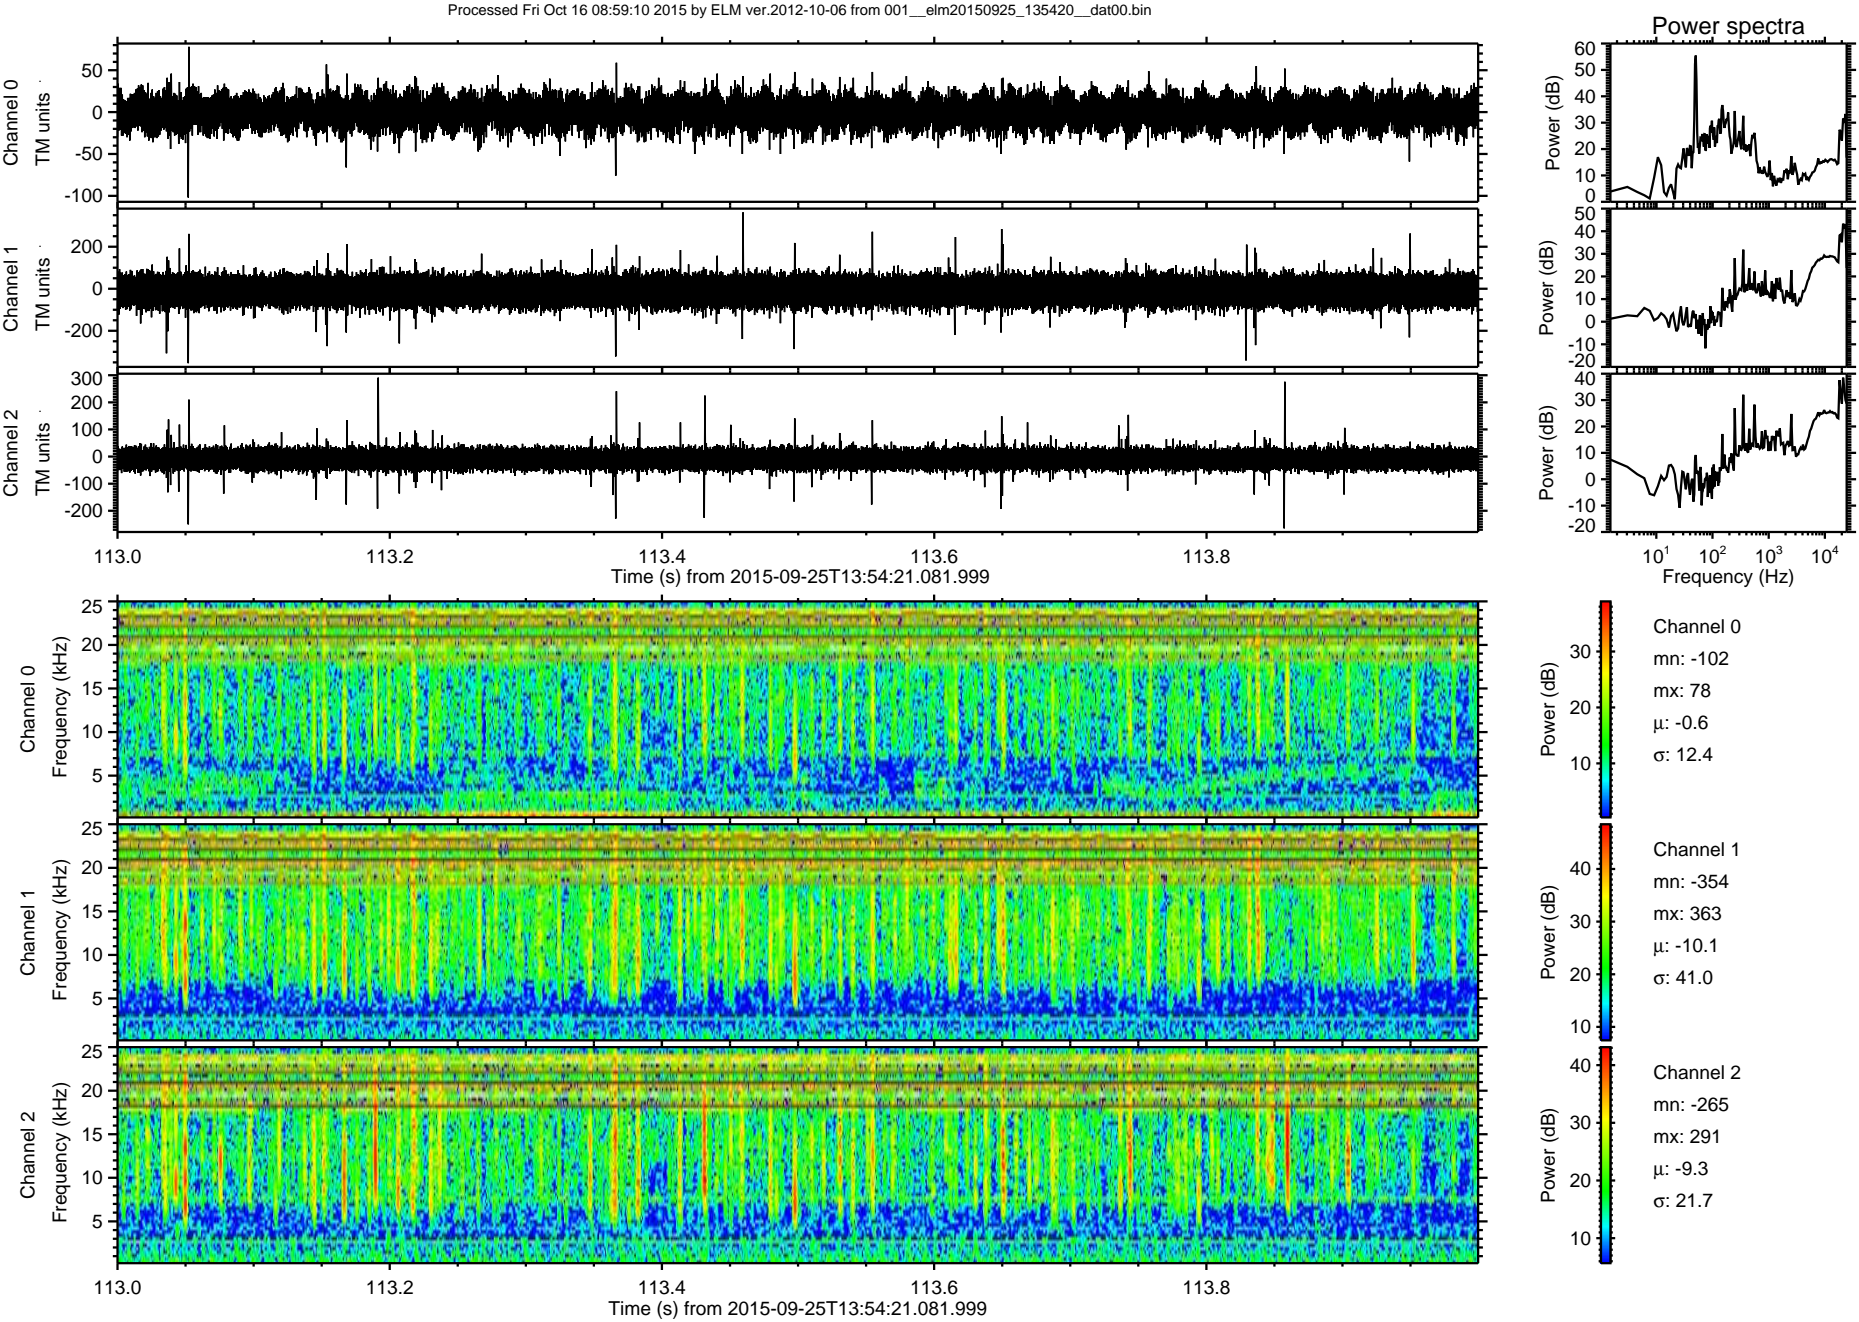 Processed Fri Oct 16 08:59:10 2015 by ELM ver.2012-10-06 from 001__elm20150925_135420__dat00.bin
Power spectra
Channel 0
TM units
50
0
-50
-100
Power (dB)
60
50
40
30
20
10
0
Channel 1
TM units
200
0
-200
Power (dB)
50
40
30
20
10
0
-10
-20
Channel 2
TM units
300
200
100
0
-100
-200
Power (dB)
40
30
20
10
0
-10
-20
113.0 113.2 113.4 113.6 113.8
Time (s) from 2015-09-25T13:54:21.081.999
10¹ 10² 10³ 10⁴
Frequency (Hz)
Channel 0
Frequency (kHz)
25
20
15
10
5
Power (dB)
30
20
10
Channel 0
mn: -102
mx: 78
μ: -0.6
σ: 12.4
Channel 1
Frequency (kHz)
25
20
15
10
5
Power (dB)
40
30
20
10
Channel 1
mn: -354
mx: 363
μ: -10.1
σ: 41.0
Channel 2
Frequency (kHz)
25
20
15
10
5
Power (dB)
40
30
20
10
Channel 2
mn: -265
mx: 291
μ: -9.3
σ: 21.7
113.0 113.2 113.4 113.6 113.8
Time (s) from 2015-09-25T13:54:21.081.999